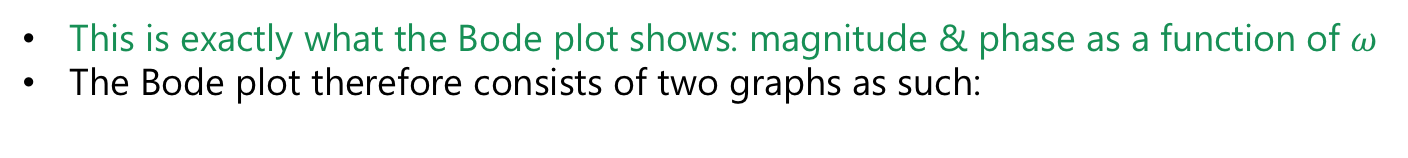 • This is exactly what the Bode plot shows: magnitude & phase as a function of ω
• The Bode plot therefore consists of two graphs as such: